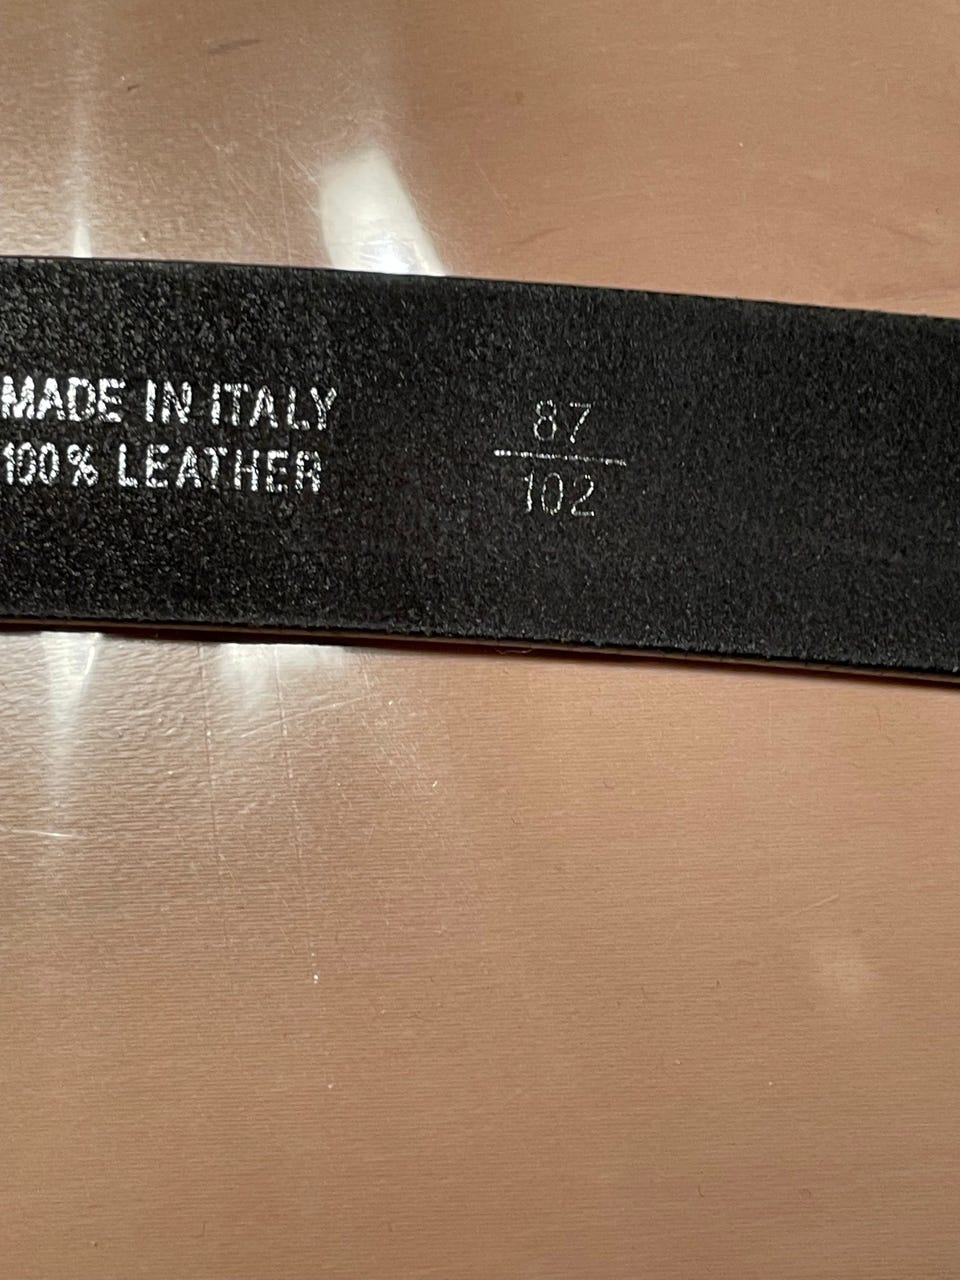 MADE IN ITALY
100% LEATHER
87
102